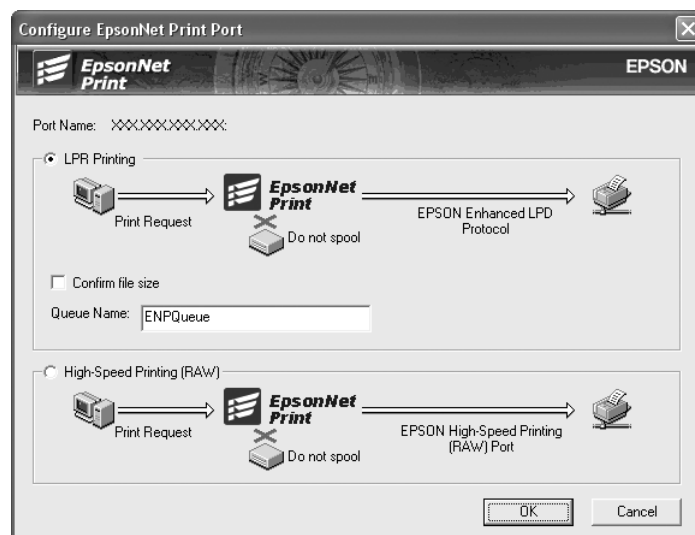 Configure EpsonNet Print Port
EpsonNet
Print
EPSON
Port Name: XXX.XXX.XXX.XXX:
LPR Printing
Print Request
EpsonNet
Print
Do not spool
EPSON Enhanced LPD
Protocol
Confirm file size
Queue Name: ENPQueue
High-Speed Printing (RAW)
Print Request
EpsonNet
Print
Do not spool
EPSON High-Speed Printing
(RAW) Port
OK
Cancel